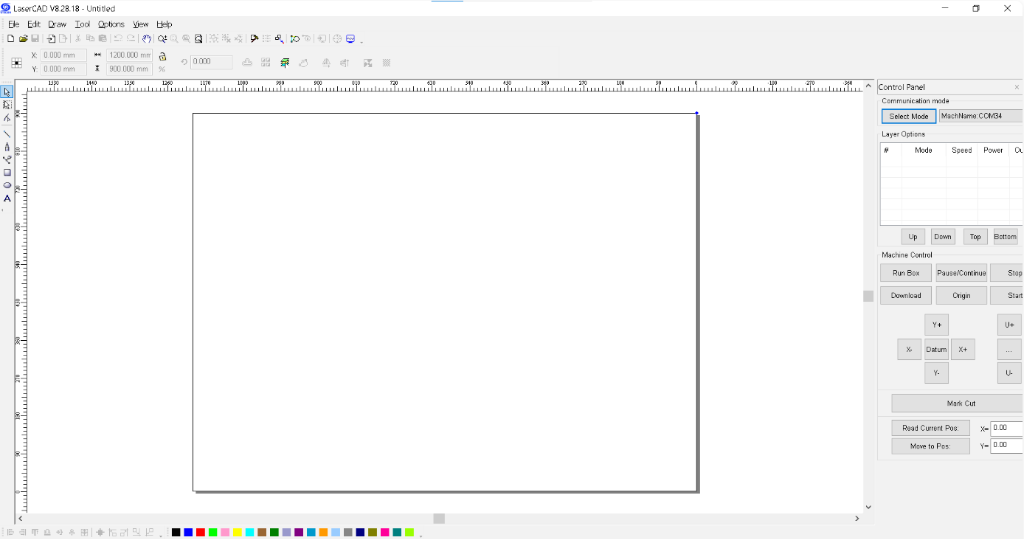 LaserCAD V8.28.18 - Untitled
File Edit Draw Tool Options View Help
X: 0.000 mm 1200.000 mm
Y: 0.000 mm 900.000 mm %
0.000
Control Panel
Communication mode
Select Mode MachName:COM34
Layer Options
# Mode Speed Power Ou
Up Down Top Bottom
Machine Control
Run Box Pause/Continue Stop
Download Origin Start
Y+ U+
X- Datum X+ ...
Y- U-
Mark Cut
Read Current Pos: X= 0.00
Move to Pos: Y= 0.00